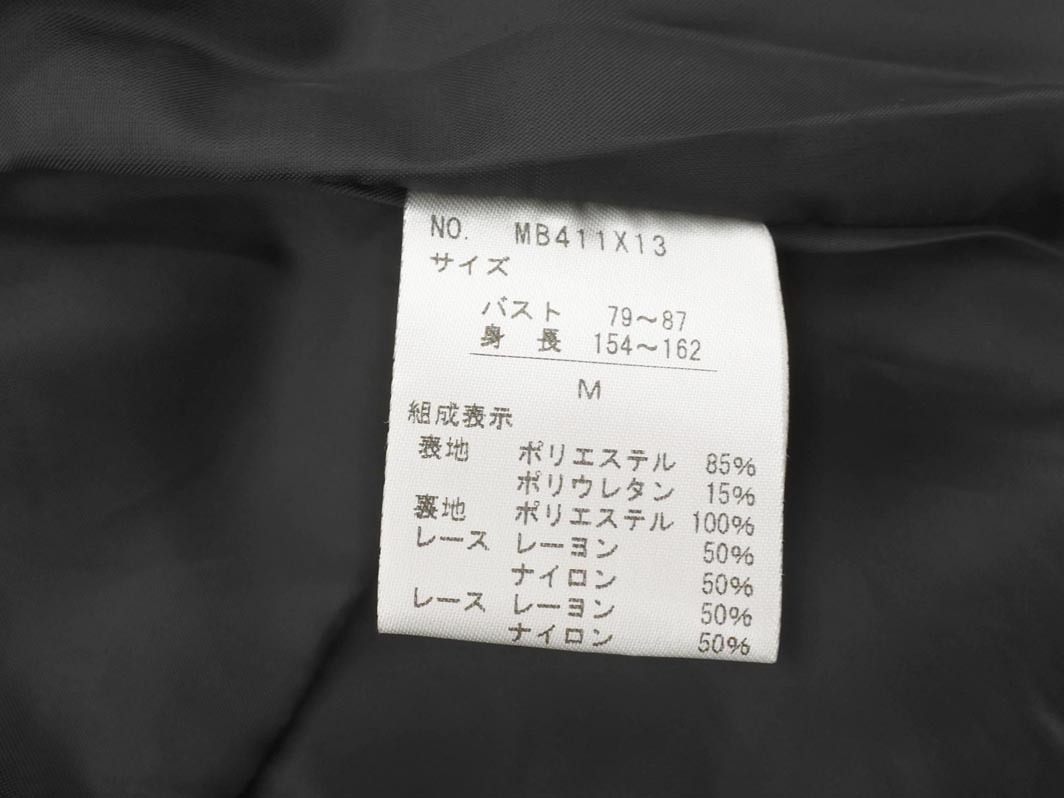 NO. MB411X13
サイズ
バスト 79～87
身長 154～162
M
組成表示
表地 ポリエステル 85%
ポリウレタン 15%
裏地 ポリエステル 100%
レース レーヨン 50%
ナイロン 50%
レース レーヨン 50%
ナイロン 50%